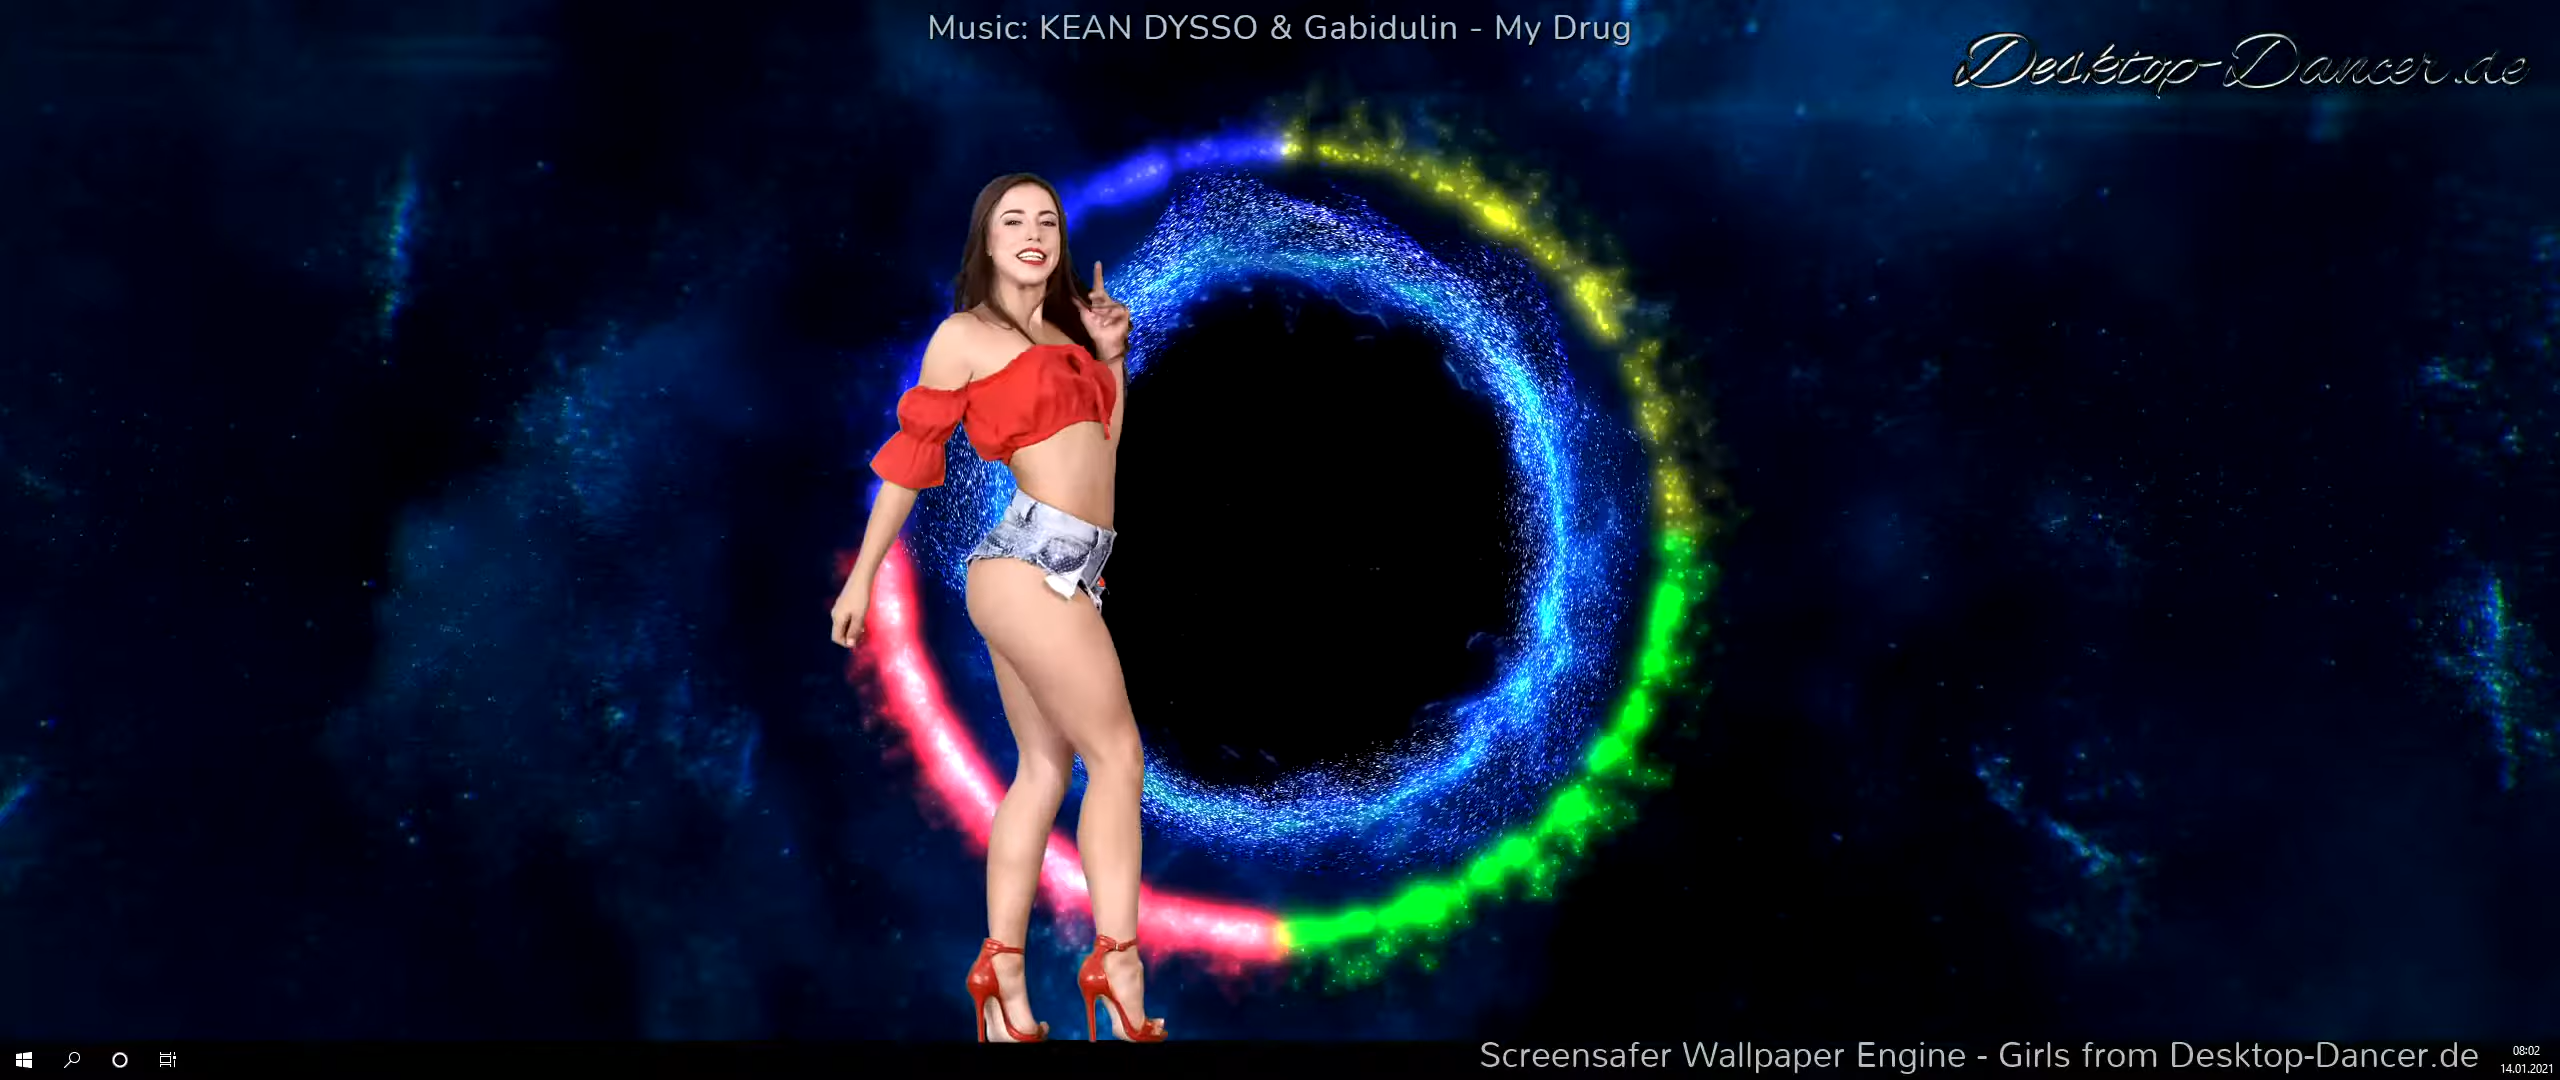 Music: KEAN DYSSO & Gabidulin - My Drug
Desktop-Dancer.de
Screensafer Wallpaper Engine - Girls from Desktop-Dancer.de
08:02
14.01.2021